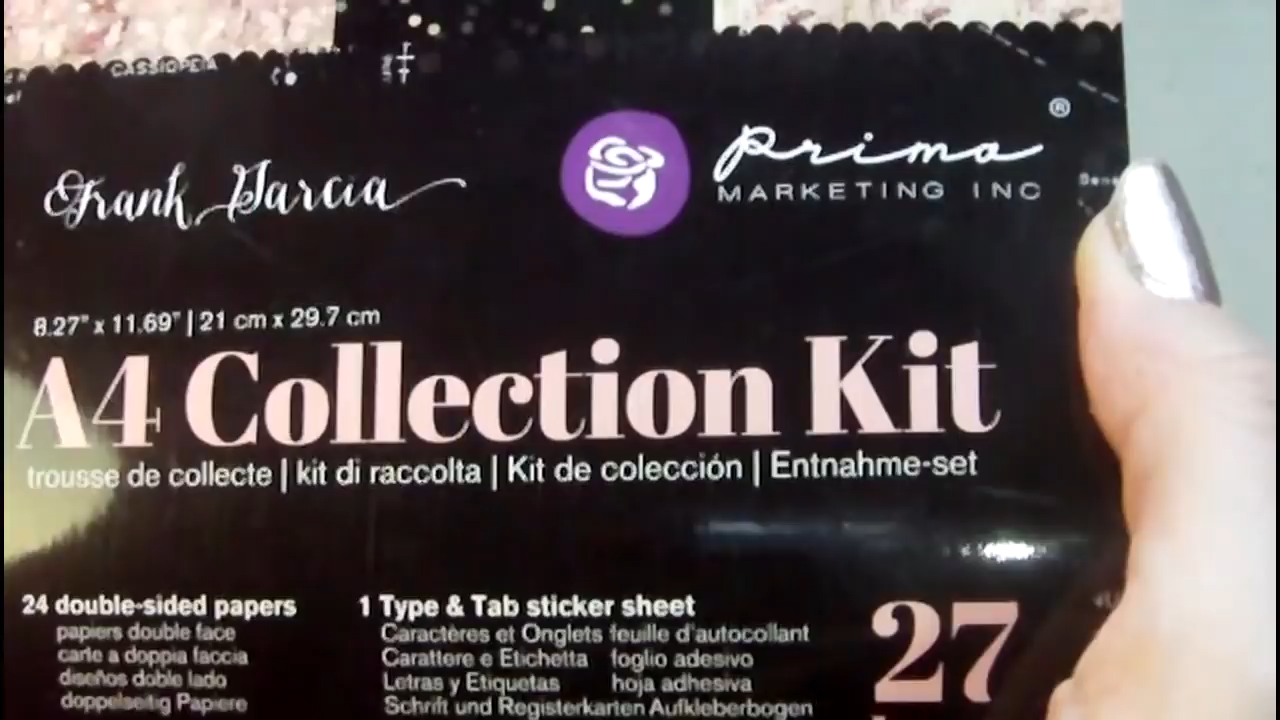 CASSIOPEIA
Frank Garcia
prima
®
MARKETING INC
8.27" x 11.69" | 21 cm x 29.7 cm
A4 Collection Kit
trousse de collecte | kit di raccolta | Kit de colección | Entnahme-set
24 double-sided papers
papiers double face
carte a doppia faccia
diseños doble lado
doppelseitig Papiere
1 Type & Tab sticker sheet
Caractères et Onglets feuille d'autocollant
Carattere e Etichetta foglio adesivo
Letras y Etiquetas hoja adhesiva
Schrift und Registerkarten Aufkleberbogen
27